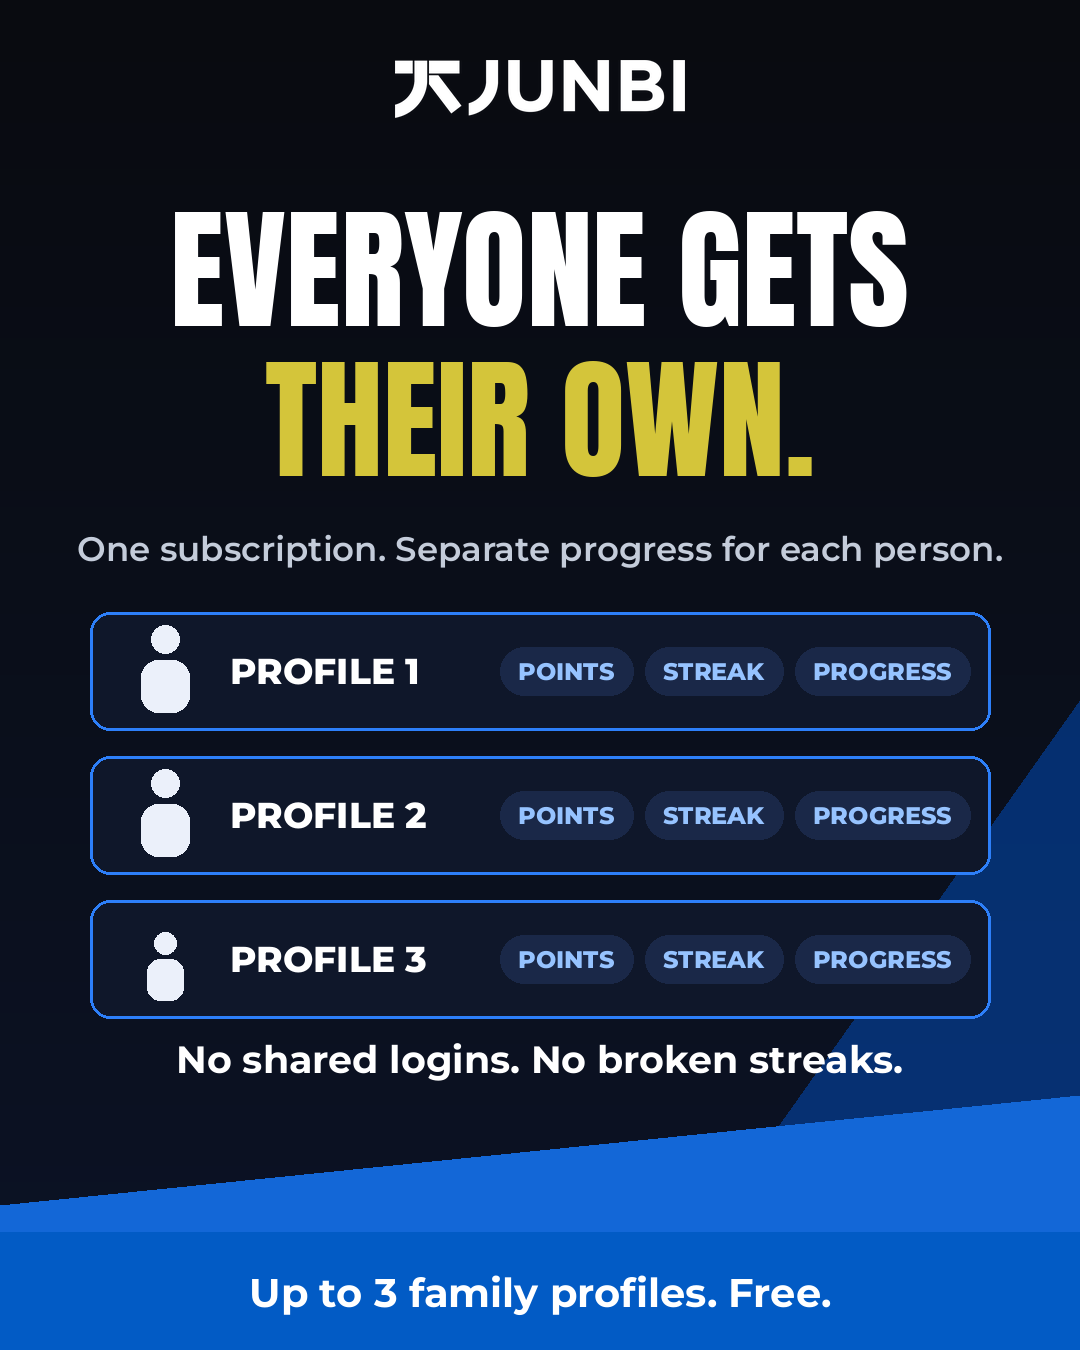 JUNBI
EVERYONE GETS
THEIR OWN.
One subscription. Separate progress for each person.
PROFILE 1 POINTS STREAK PROGRESS
PROFILE 2 POINTS STREAK PROGRESS
PROFILE 3 POINTS STREAK PROGRESS
No shared logins. No broken streaks.
Up to 3 family profiles. Free.